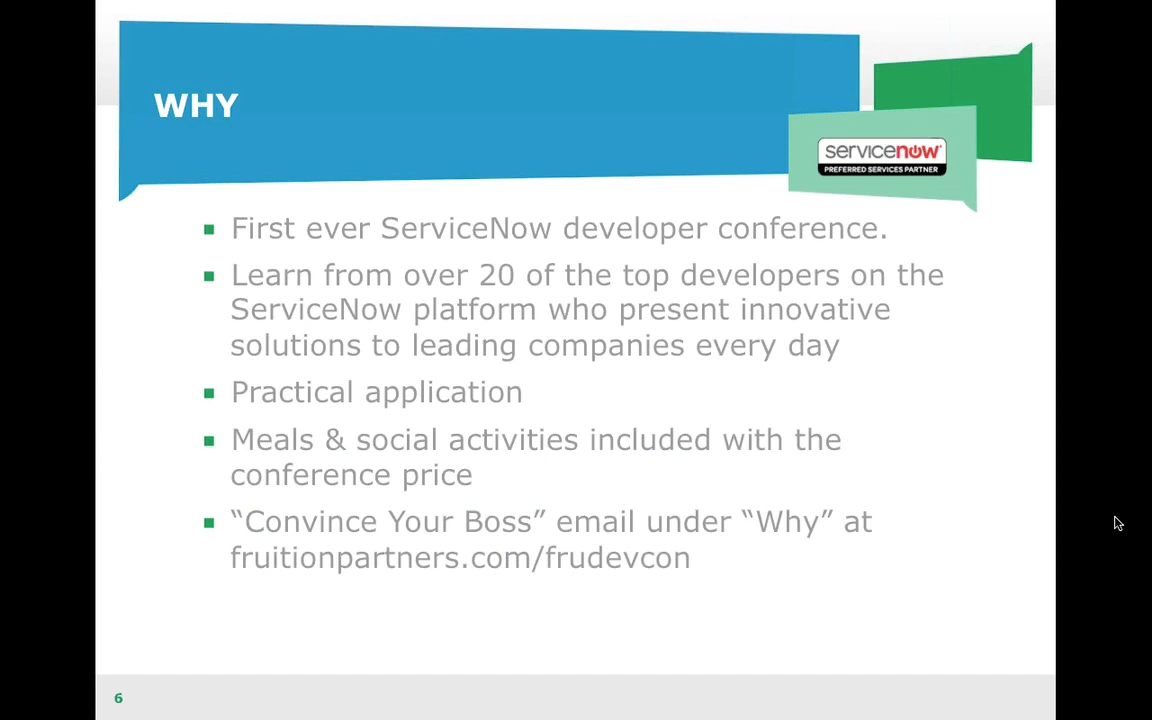 WHY
servicenow
PREFERRED SERVICES PARTNER
First ever ServiceNow developer conference.
Learn from over 20 of the top developers on the
ServiceNow platform who present innovative
solutions to leading companies every day
Practical application
Meals & social activities included with the
conference price
“Convince Your Boss” email under “Why” at
fruitionpartners.com/frudevcon
6